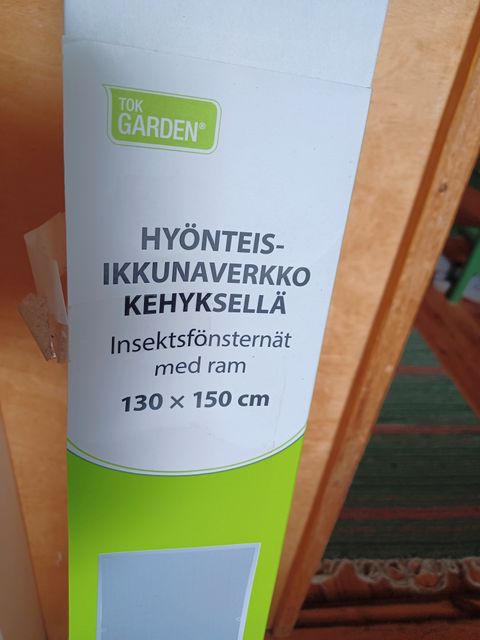 TOK
GARDEN®
HYÖNTEIS-
IKKUNAVERKKO
KEHYKSELLÄ
Insektsfönsternät
med ram
130 × 150 cm